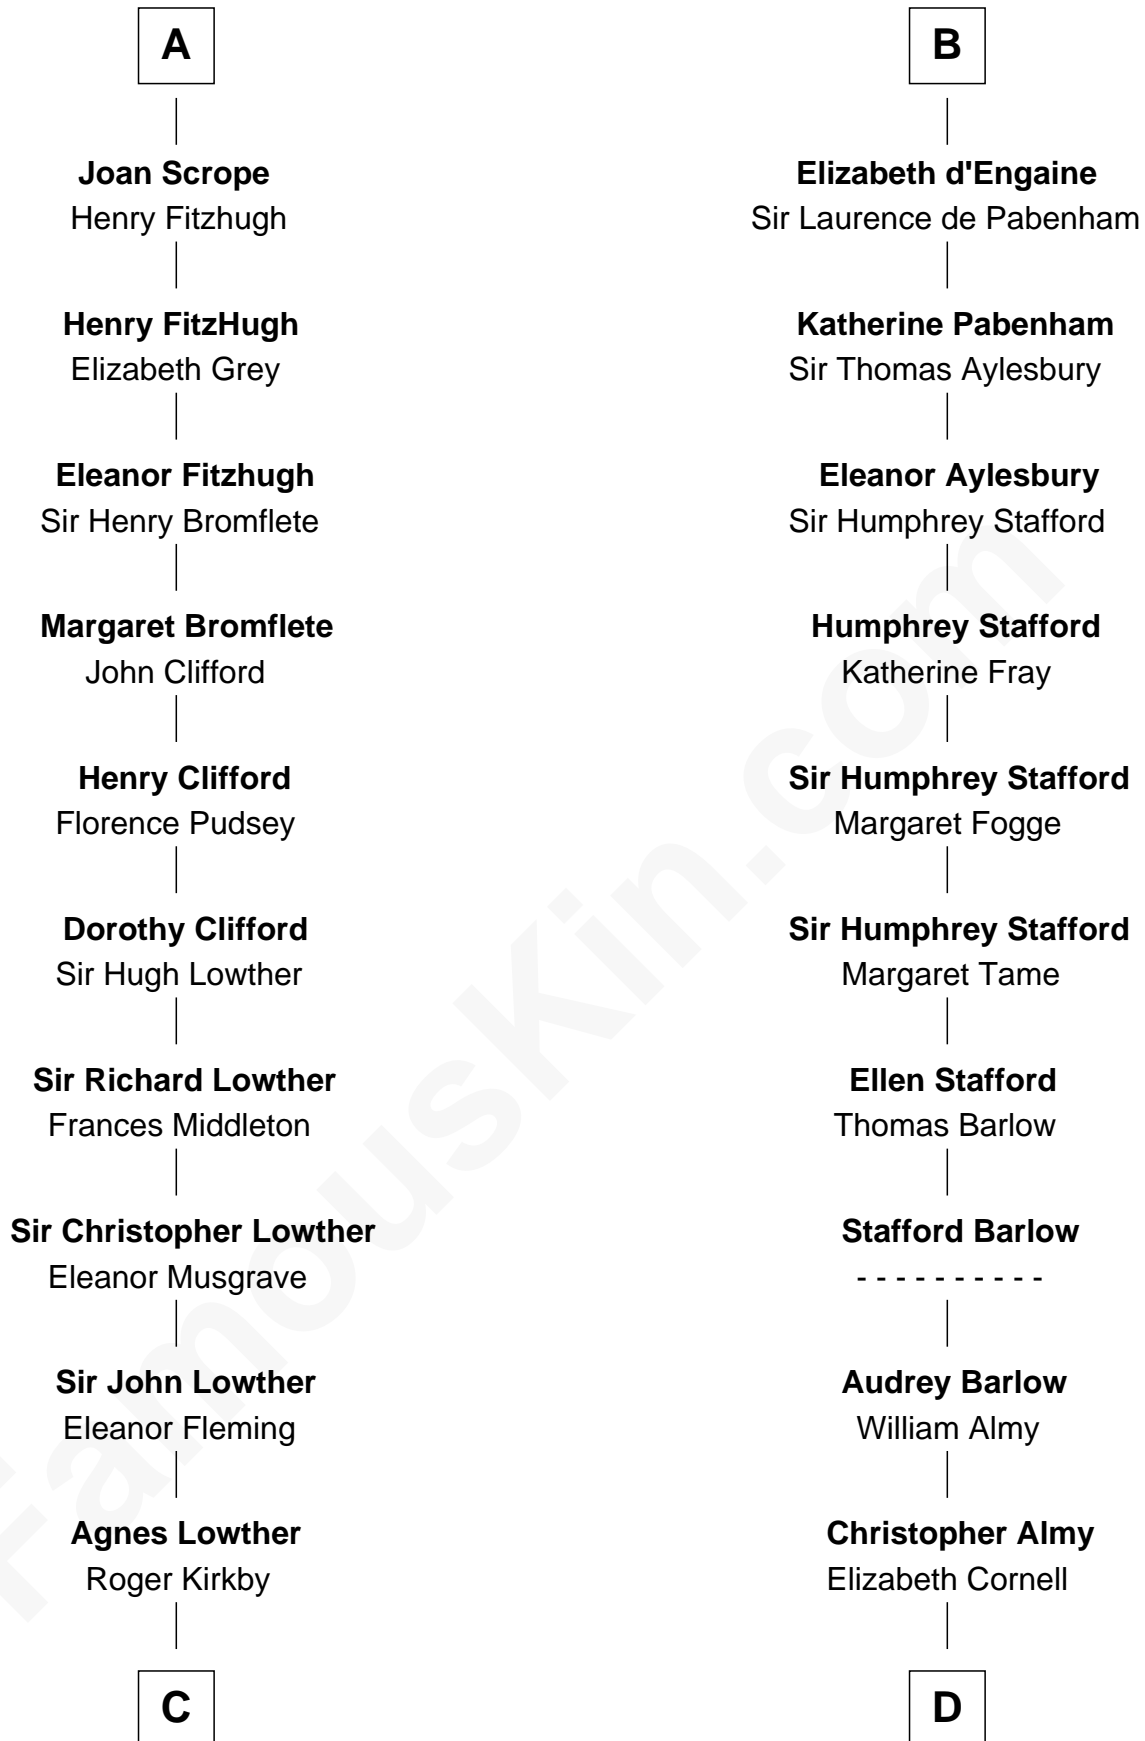 A
Joan Scrope
Henry Fitzhugh
Henry FitzHugh
Elizabeth Grey
Eleanor Fitzhugh
Sir Henry Bromflete
Margaret Bromflete
John Clifford
Henry Clifford
Florence Pudsey
Dorothy Clifford
Sir Hugh Lowther
Sir Richard Lowther
Frances Middleton
Sir Christopher Lowther
Eleanor Musgrave
Sir John Lowther
Eleanor Fleming
Agnes Lowther
Roger Kirkby
C
B
Elizabeth d'Engaine
Sir Laurence de Pabenham
Katherine Pabenham
Sir Thomas Aylesbury
Eleanor Aylesbury
Sir Humphrey Stafford
Humphrey Stafford
Katherine Fray
Sir Humphrey Stafford
Margaret Fogge
Sir Humphrey Stafford
Margaret Tame
Ellen Stafford
Thomas Barlow
Stafford Barlow
- - - - - - - - - -
Audrey Barlow
William Almy
Christopher Almy
Elizabeth Cornell
D
FamousKin.com